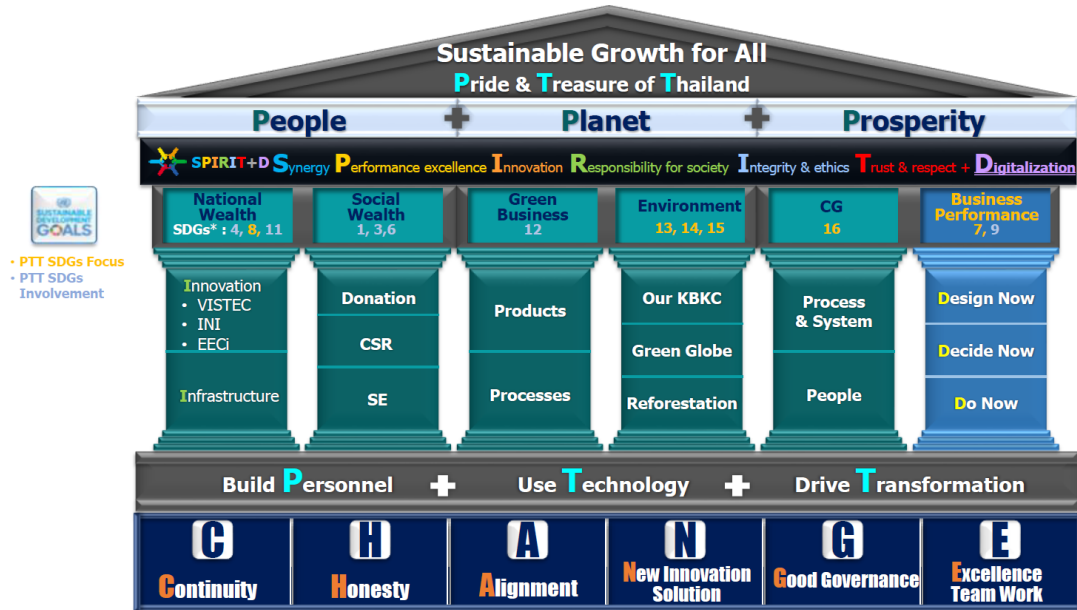 Sustainable Growth for All
Pride & Treasure of Thailand
People + Planet + Prosperity
SPIRIT+D Synergy Performance excellence Innovation Responsibility for society Integrity & ethics Trust & respect + Digitalization
SUSTAINABLE
DEVELOPMENT
GOALS
• PTT SDGs Focus
• PTT SDGs
Involvement
National
Wealth
SDGs* : 4, 8, 11
Social
Wealth
1, 3,6
Green
Business
12
Environment
13, 14, 15
CG
16
Business
Performance
7, 9
Innovation
• VISTEC
• INI
• EECi
Infrastructure
Donation
CSR
SE
Products
Processes
Our KBKC
Green Globe
Reforestation
Process
& System
People
Design Now
Decide Now
Do Now
Build Personnel + Use Technology + Drive Transformation
C
Continuity
H
Honesty
A
Alignment
N
New Innovation
Solution
G
Good Governance
E
Excellence
Team Work